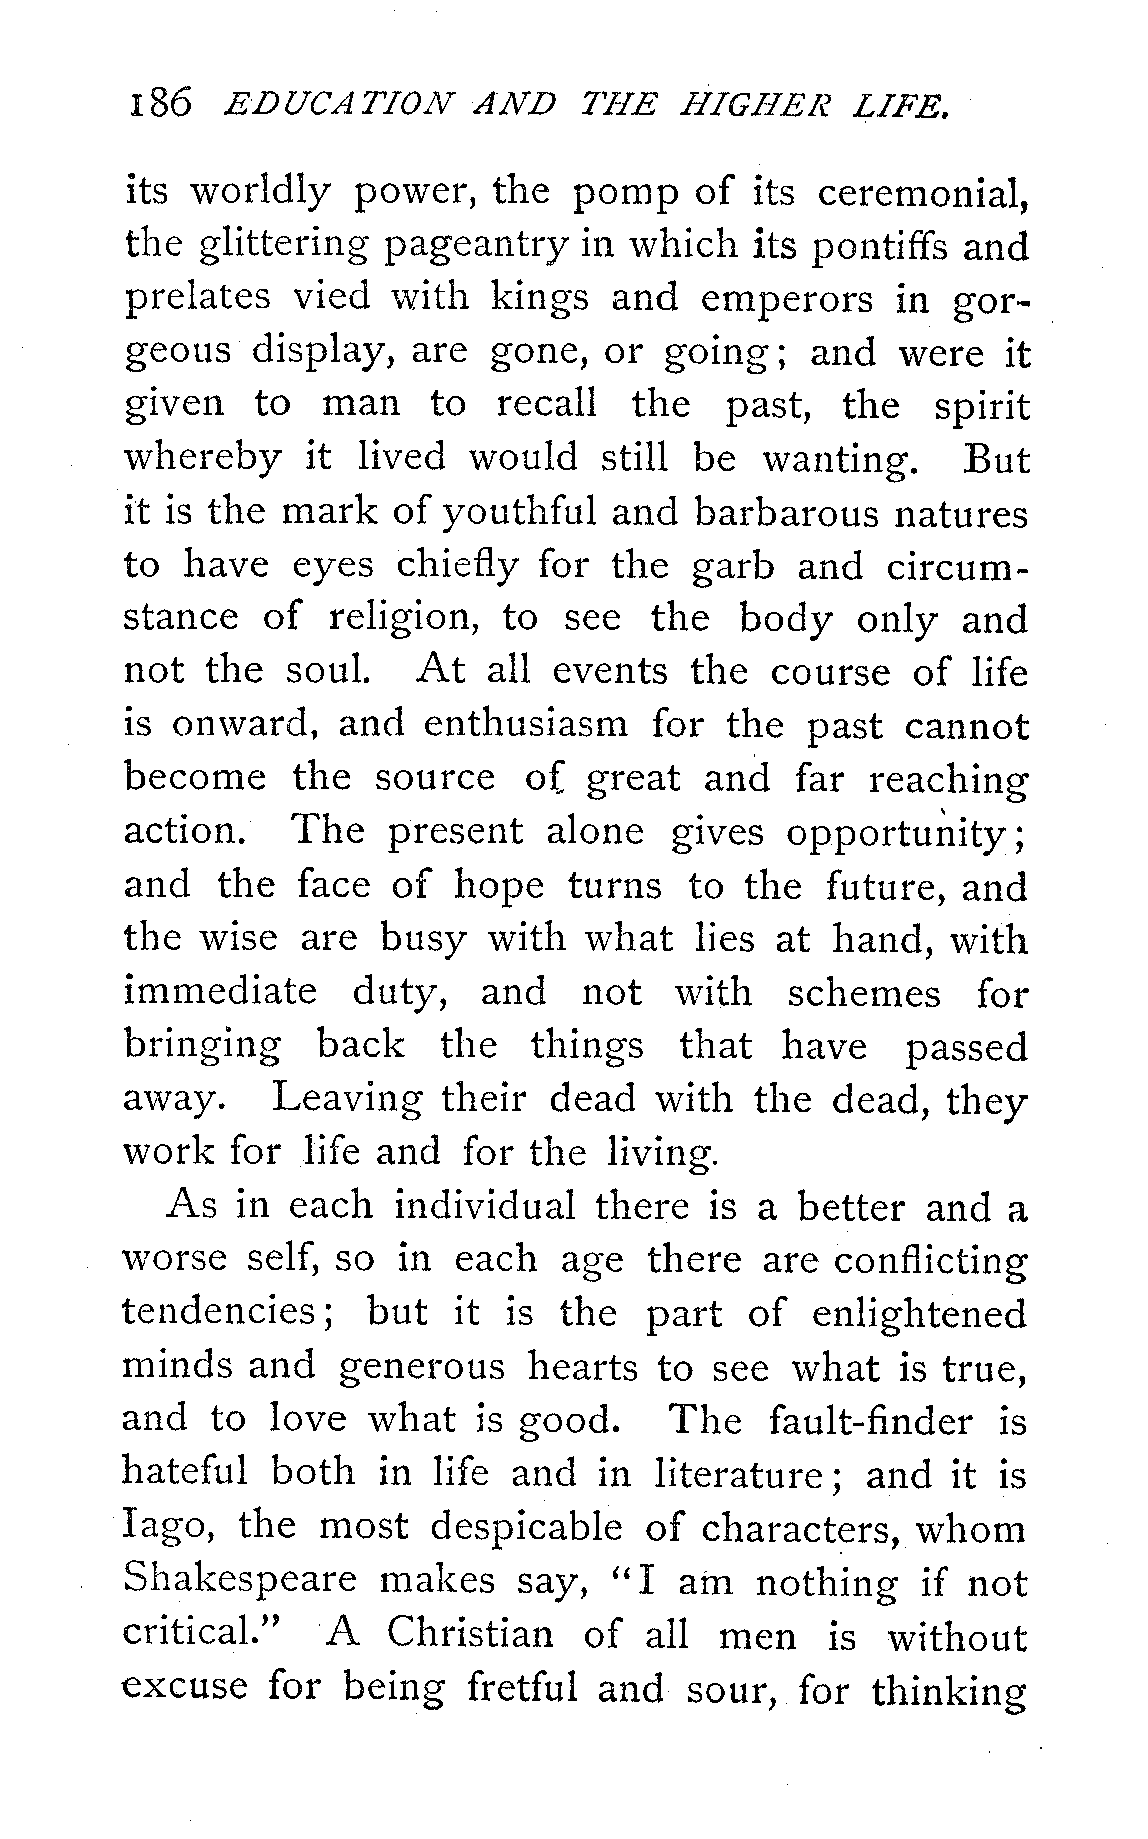 186 EDUCATION AND THE HIGHER LIFE.
its worldly power, the pomp of its ceremonial,
the glittering pageantry in which its pontiffs and
prelates vied with kings and emperors in gor-
geous display, are gone, or going; and were it
given to man to recall the past, the spirit
whereby it lived would still be wanting. But
it is the mark of youthful and barbarous natures
to have eyes chiefly for the garb and circum-
stance of religion, to see the body only and
not the soul. At all events the course of life
is onward, and enthusiasm for the past cannot
become the source of great and far reaching
action. The present alone gives opportunity;
and the face of hope turns to the future, and
the wise are busy with what lies at hand, with
immediate duty, and not with schemes for
bringing back the things that have passed
away. Leaving their dead with the dead, they
work for life and for the living.
As in each individual there is a better and a
worse self, so in each age there are conflicting
tendencies; but it is the part of enlightened
minds and generous hearts to see what is true,
and to love what is good. The fault-finder is
hateful both in life and in literature; and it is
Iago, the most despicable of characters, whom
Shakespeare makes say, "I am nothing if not
critical." A Christian of all men is without
excuse for being fretful and sour, for thinking